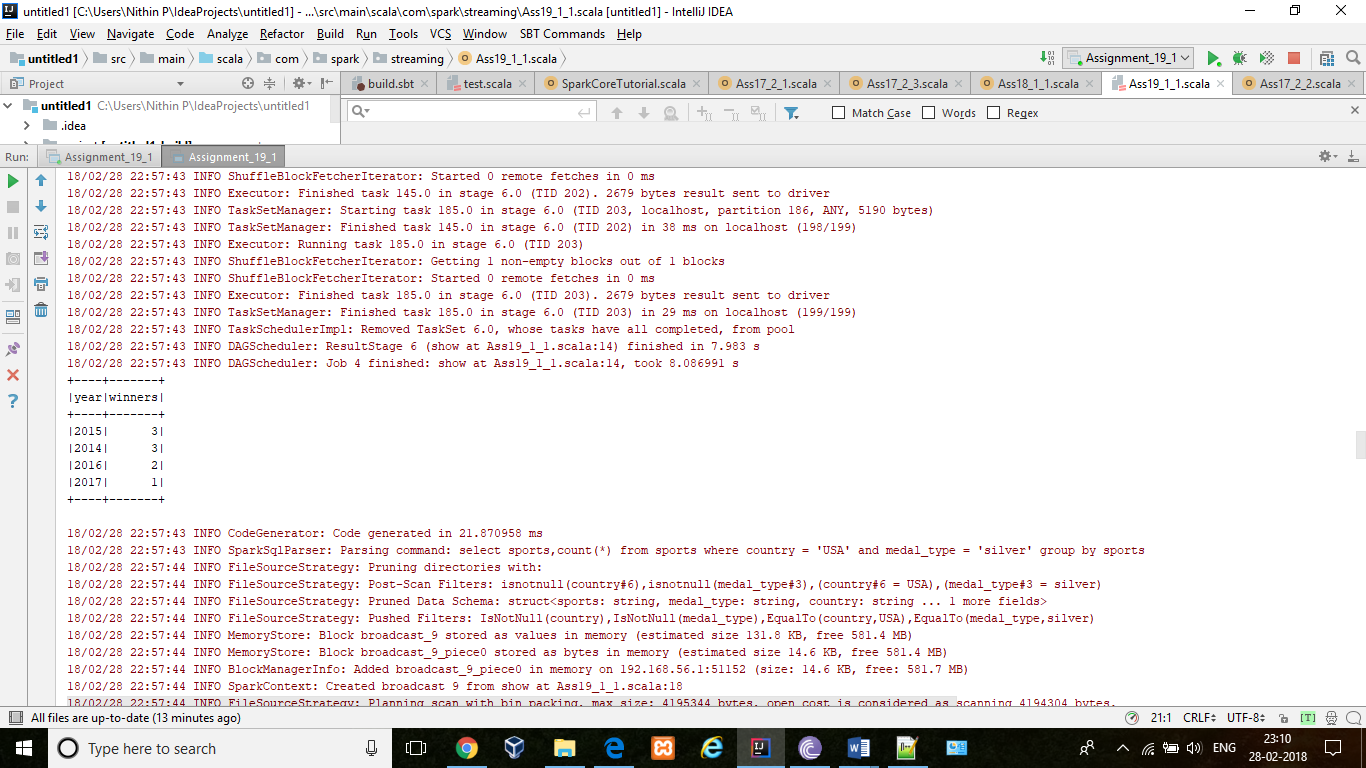 untitled1 [C:\Users\Nithin P\IdeaProjects\untitled1] - ...\src\main\scala\com\spark\streaming\Ass19_1_1.scala [untitled1] - IntelliJ IDEA
File Edit View Navigate Code Analyze Refactor Build Run Tools VCS Window SBT Commands Help
untitled1 src main scala com spark streaming Ass19_1_1.scala Assignment_19_1
Project build.sbt test.scala SparkCoreTutorial.scala Ass17_2_1.scala Ass17_2_3.scala Ass18_1_1.scala Ass19_1_1.scala Ass17_2_2.scala
untitled1 C:\Users\Nithin P\IdeaProjects\untitled1 Match Case Words Regex
.idea
Run: Assignment_19_1 Assignment_19_1
18/02/28 22:57:43 INFO ShuffleBlockFetcherIterator: Started 0 remote fetches in 0 ms
18/02/28 22:57:43 INFO Executor: Finished task 145.0 in stage 6.0 (TID 202). 2679 bytes result sent to driver
18/02/28 22:57:43 INFO TaskSetManager: Starting task 185.0 in stage 6.0 (TID 203, localhost, partition 186, ANY, 5190 bytes)
18/02/28 22:57:43 INFO TaskSetManager: Finished task 145.0 in stage 6.0 (TID 202) in 38 ms on localhost (198/199)
18/02/28 22:57:43 INFO Executor: Running task 185.0 in stage 6.0 (TID 203)
18/02/28 22:57:43 INFO ShuffleBlockFetcherIterator: Getting 1 non-empty blocks out of 1 blocks
18/02/28 22:57:43 INFO ShuffleBlockFetcherIterator: Started 0 remote fetches in 0 ms
18/02/28 22:57:43 INFO Executor: Finished task 185.0 in stage 6.0 (TID 203). 2679 bytes result sent to driver
18/02/28 22:57:43 INFO TaskSetManager: Finished task 185.0 in stage 6.0 (TID 203) in 29 ms on localhost (199/199)
18/02/28 22:57:43 INFO TaskSchedulerImpl: Removed TaskSet 6.0, whose tasks have all completed, from pool
18/02/28 22:57:43 INFO DAGScheduler: ResultStage 6 (show at Ass19_1_1.scala:14) finished in 7.983 s
18/02/28 22:57:43 INFO DAGScheduler: Job 4 finished: show at Ass19_1_1.scala:14, took 8.086991 s
+----+-------+
|year|winners|
+----+-------+
|2015|      3|
|2014|      3|
|2016|      2|
|2017|      1|
+----+-------+
18/02/28 22:57:43 INFO CodeGenerator: Code generated in 21.870958 ms
18/02/28 22:57:43 INFO SparkSqlParser: Parsing command: select sports,count(*) from sports where country = 'USA' and medal_type = 'silver' group by sports
18/02/28 22:57:44 INFO FileSourceStrategy: Pruning directories with:
18/02/28 22:57:44 INFO FileSourceStrategy: Post-Scan Filters: isnotnull(country#6),isnotnull(medal_type#3),(country#6 = USA),(medal_type#3 = silver)
18/02/28 22:57:44 INFO FileSourceStrategy: Pruned Data Schema: struct<sports: string, medal_type: string, country: string ... 1 more fields>
18/02/28 22:57:44 INFO FileSourceStrategy: Pushed Filters: IsNotNull(country),IsNotNull(medal_type),EqualTo(country,USA),EqualTo(medal_type,silver)
18/02/28 22:57:44 INFO MemoryStore: Block broadcast_9 stored as values in memory (estimated size 131.8 KB, free 581.4 MB)
18/02/28 22:57:44 INFO MemoryStore: Block broadcast_9_piece0 stored as bytes in memory (estimated size 14.6 KB, free 581.4 MB)
18/02/28 22:57:44 INFO BlockManagerInfo: Added broadcast_9_piece0 in memory on 192.168.56.1:51152 (size: 14.6 KB, free: 581.7 MB)
18/02/28 22:57:44 INFO SparkContext: Created broadcast 9 from show at Ass19_1_1.scala:18
18/02/28 22:57:44 INFO FileSourceStrategy: Planning scan with bin packing, max size: 4195344 bytes, open cost is considered as scanning 4194304 bytes.
All files are up-to-date (13 minutes ago) 21:1 CRLF UTF-8 [T]
Type here to search ENG 23:10
28-02-2018